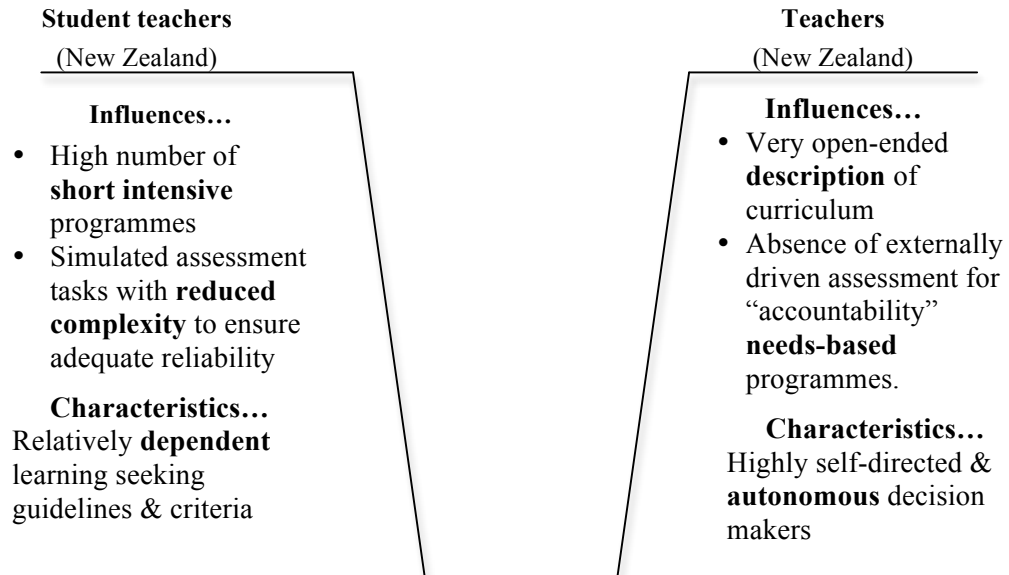 Student teachers
(New Zealand)
Influences…
• High number of
short intensive
programmes
• Simulated assessment
tasks with reduced
complexity to ensure
adequate reliability
Characteristics…
Relatively dependent
learning seeking
guidelines & criteria
Teachers
(New Zealand)
Influences…
• Very open-ended
description of
curriculum
• Absence of externally
driven assessment for
“accountability”
needs-based
programmes.
Characteristics…
Highly self-directed &
autonomous decision
makers